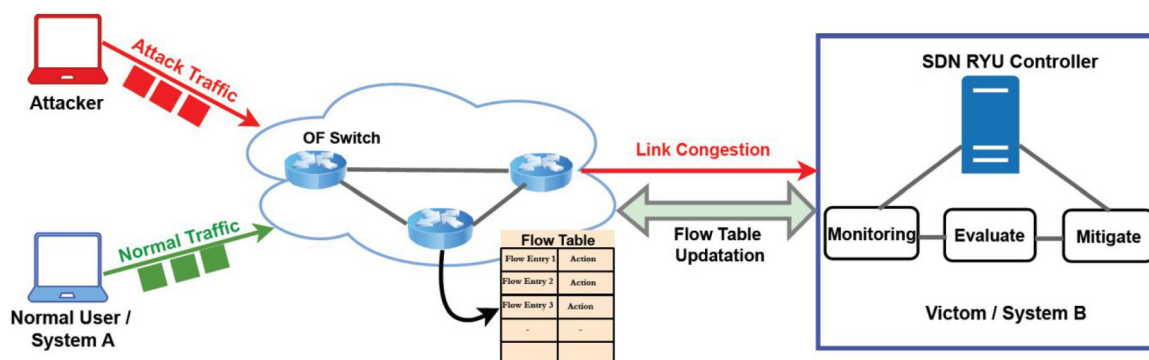 Attacker
Attack Traffic
Normal User /
System A
Normal Traffic
OF Switch
Flow Table
Flow Entry 1 Action
Flow Entry 2 Action
Flow Entry 3 Action
- -
Link Congestion
Flow Table
Updatation
SDN RYU Controller
Monitoring
Evaluate
Mitigate
Victom / System B